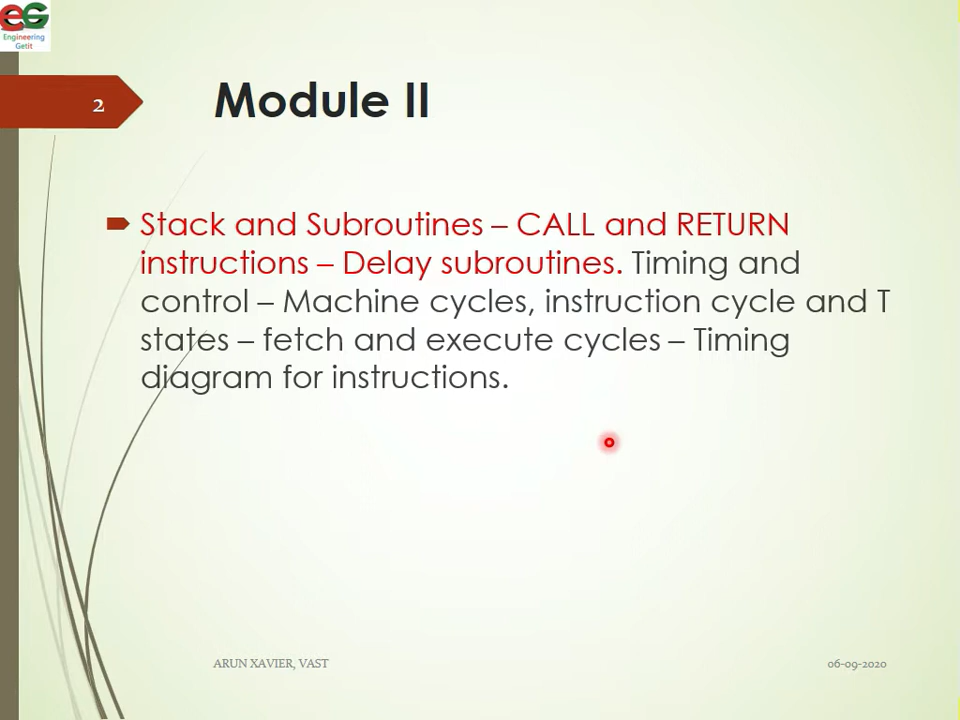 EG
Engineering
Getit
2
Module II
Stack and Subroutines – CALL and RETURN
instructions – Delay subroutines. Timing and
control – Machine cycles, instruction cycle and T
states – fetch and execute cycles – Timing
diagram for instructions.
ARUN XAVIER, VAST
06-09-2020